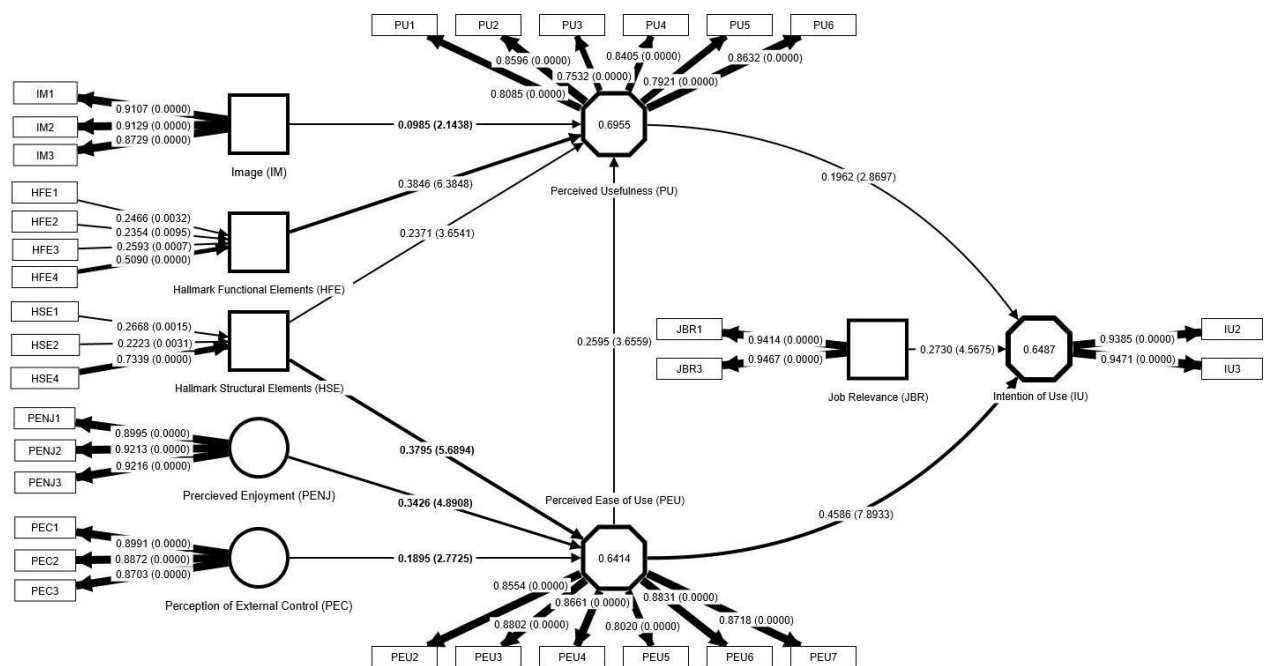 PU1
PU2
PU3
PU4
PU5
PU6
0.8085 (0.0000)
0.8596 (0.0000)
0.7532 (0.0000)
0.8405 (0.0000)
0.7921 (0.0000)
0.8632 (0.0000)
0.6955
Perceived Usefulness (PU)
IM1
IM2
IM3
0.9107 (0.0000)
0.9129 (0.0000)
0.8729 (0.0000)
Image (IM)
0.0985 (2.1438)
HFE1
HFE2
HFE3
HFE4
0.2466 (0.0032)
0.2354 (0.0095)
0.2593 (0.0007)
0.5090 (0.0000)
Hallmark Functional Elements (HFE)
0.3846 (6.3848)
0.2371 (3.6541)
0.1962 (2.8697)
HSE1
HSE2
HSE4
0.2668 (0.0015)
0.2223 (0.0031)
0.7339 (0.0000)
Hallmark Structural Elements (HSE)
0.2595 (3.6559)
JBR1
JBR3
0.9414 (0.0000)
0.9467 (0.0000)
Job Relevance (JBR)
0.2730 (4.5675)
0.6487
Intention of Use (IU)
0.9385 (0.0000)
0.9471 (0.0000)
IU2
IU3
PENJ1
PENJ2
PENJ3
0.8995 (0.0000)
0.9213 (0.0000)
0.9216 (0.0000)
Prercieved Enjoyment (PENJ)
0.3795 (5.6894)
0.3426 (4.8908)
Perceived Ease of Use (PEU)
0.4586 (7.8933)
PEC1
PEC2
PEC3
0.8991 (0.0000)
0.8872 (0.0000)
0.8703 (0.0000)
Perception of External Control (PEC)
0.1895 (2.7725)
0.6414
0.8554 (0.0000)
0.8802 (0.0000)
0.8661 (0.0000)
0.8020 (0.0000)
0.8831 (0.0000)
0.8718 (0.0000)
PEU2
PEU3
PEU4
PEU5
PEU6
PEU7